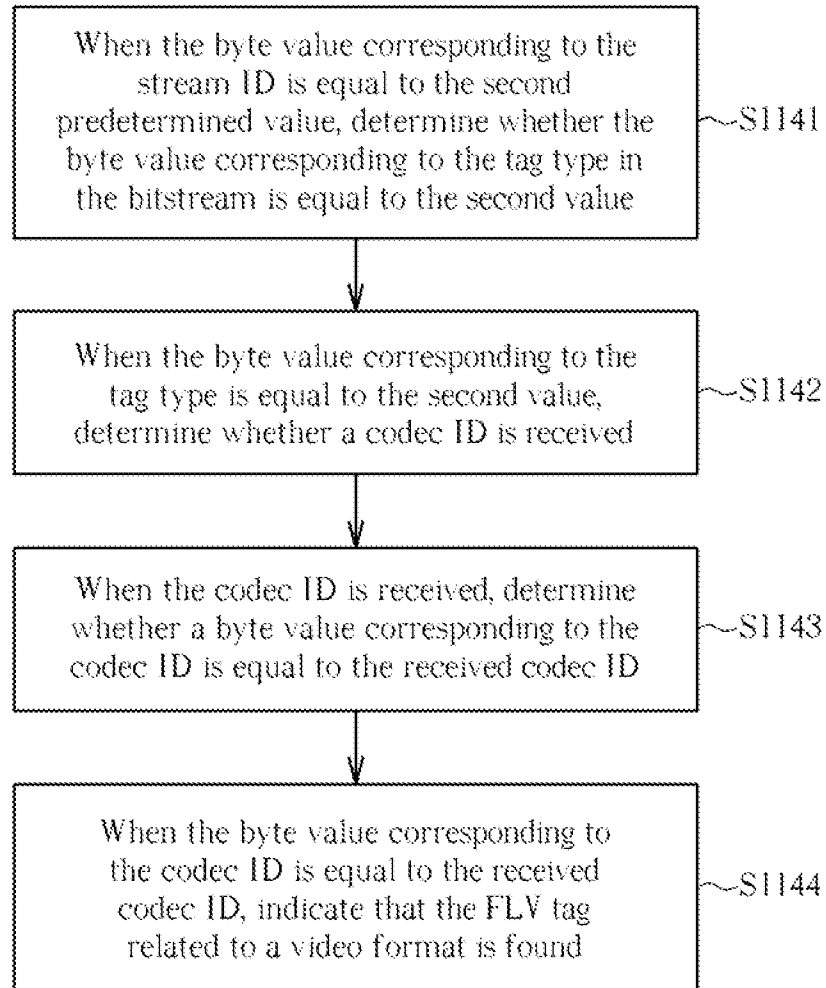 When the byte value corresponding to the
stream ID is equal to the second
predetermined value, determine whether the
byte value corresponding to the tag type in
the bitstream is equal to the second value
S1141
When the byte value corresponding to the
tag type is equal to the second value,
determine whether a codec ID is received
S1142
When the codec ID is received, determine
whether a byte value corresponding to the
codec ID is equal to the received codec ID
S1143
When the byte value corresponding to
the codec ID is equal to the received
codec ID, indicate that the FLV tag
related to a video format is found
S1144